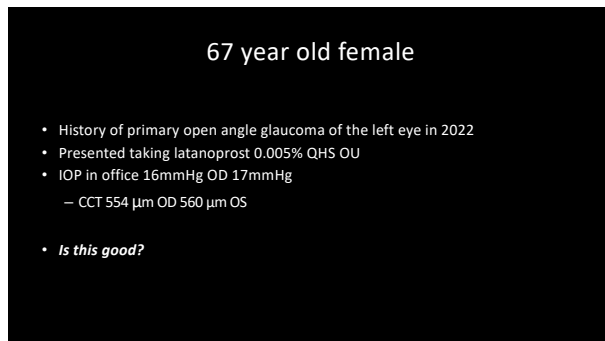 67 year old female
• History of primary open angle glaucoma of the left eye in 2022
• Presented taking latanoprost 0.005% QHS OU
• IOP in office 16mmHg OD 17mmHg
– CCT 554 µm OD 560 µm OS
• Is this good?